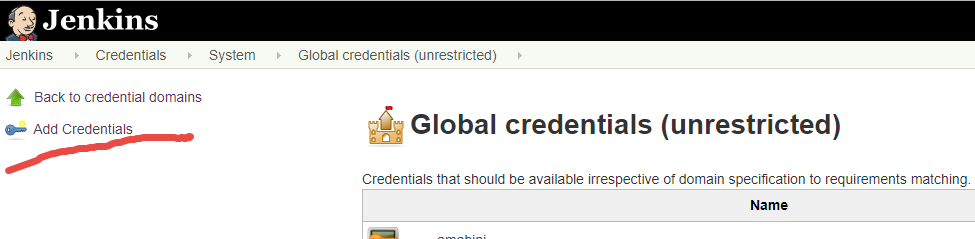 Jenkins
Jenkins Credentials System Global credentials (unrestricted)
Back to credential domains
Add Credentials
Global credentials (unrestricted)
Credentials that should be available irrespective of domain specification to requirements matching.
Name